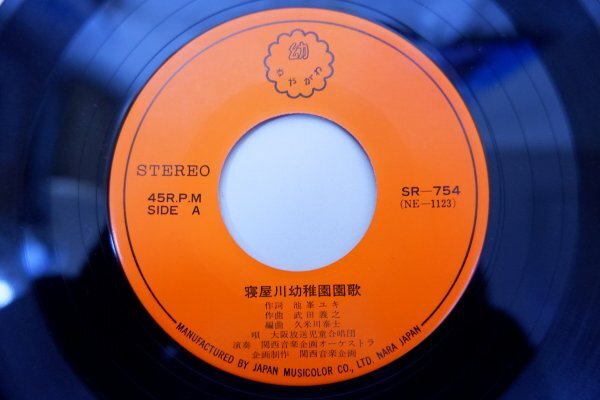 幼
ねやがわ
STEREO
45R.P.M
SIDE A
SR—754
(NE—1123)
寝屋川幼稚園園歌
作詞 池峯ユキ
作曲 武田義之
編曲 久米川泰士
唄 大阪放送児童合唱団
演奏 関西音楽企画オーケストラ
企画制作 関西音楽企画
MANUFACTURED BY JAPAN MUSICOLOR CO., LTD. NARA JAPAN